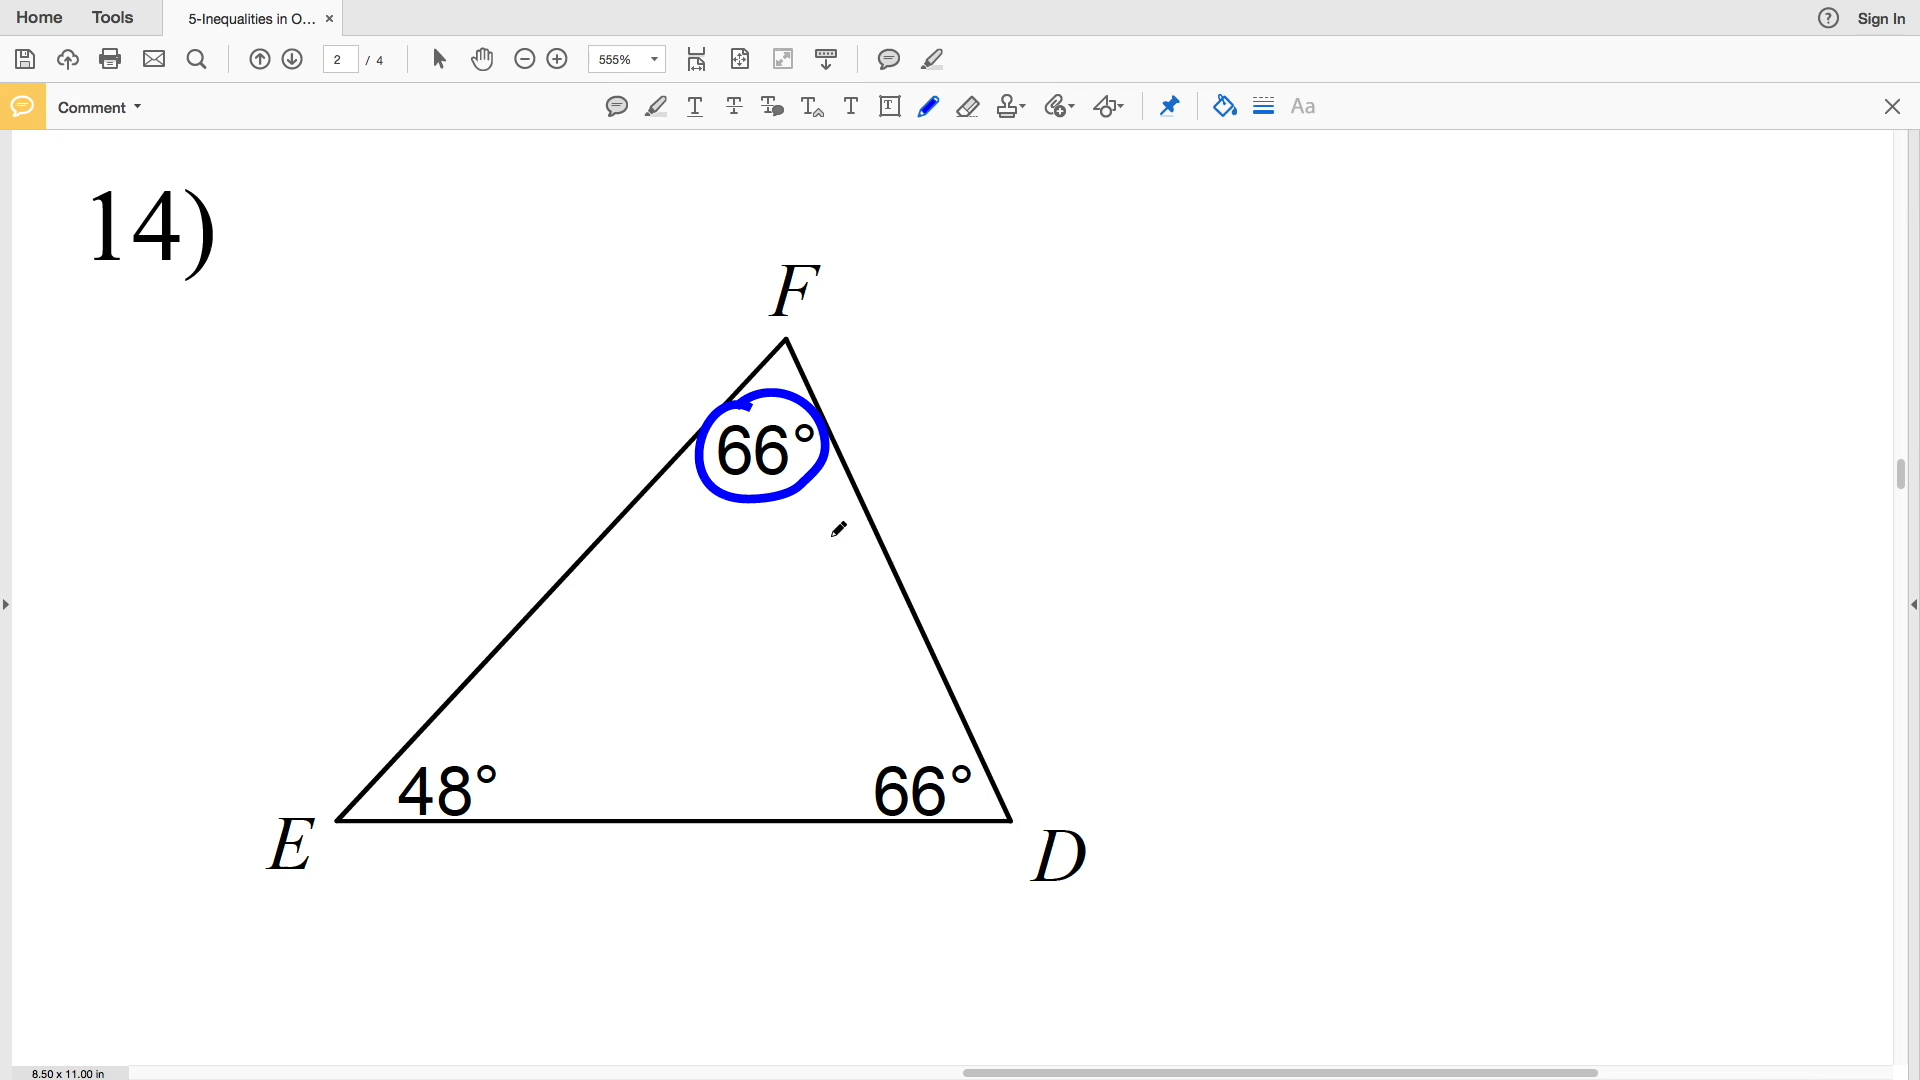 Home Tools 5-Inequalities in O... × ? Sign In
2 / 4 555%
Comment Aa
14)
F
66°
48° 66°
E D
8.50 x 11.00 in